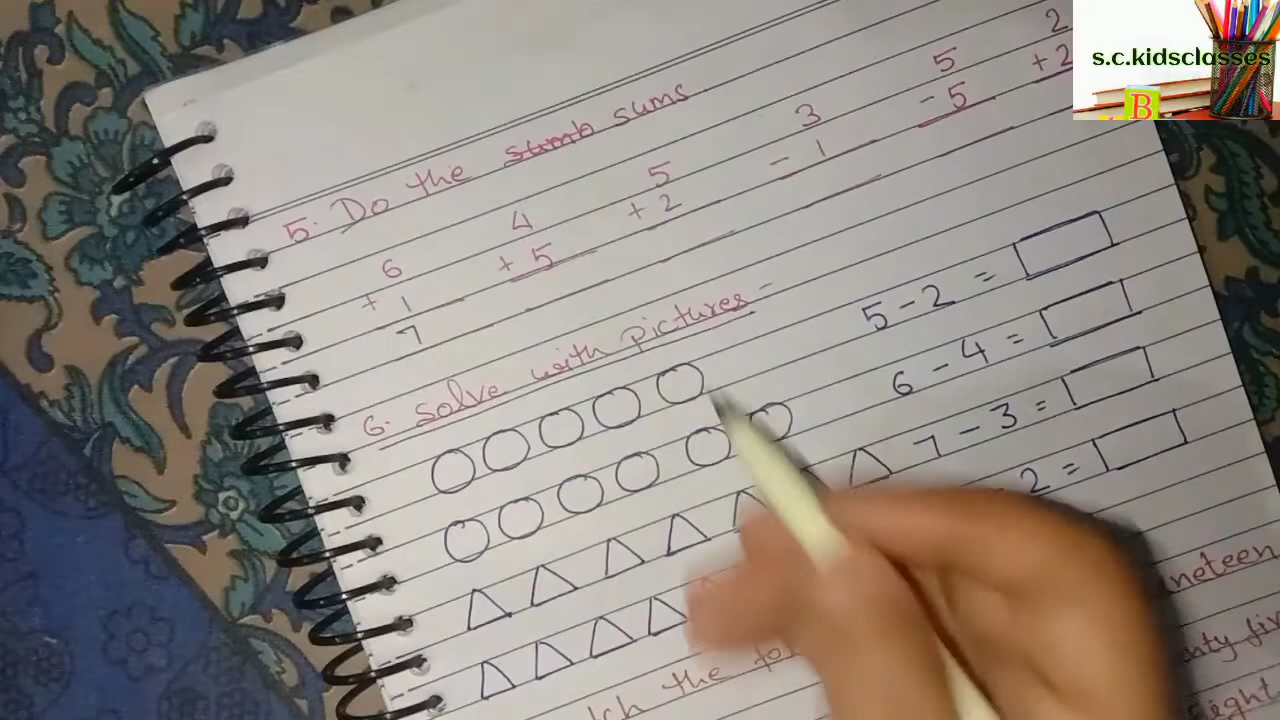 s.c.kidsclasses
B
5. Do the sumb sums
6 4 5 3 5 2
+ 1 + 5 + 2 - 1 - 5 + 2
7
6. solve with pictures -
5 - 2 =
6 - 4 =
7 - 3 =
2 =
the